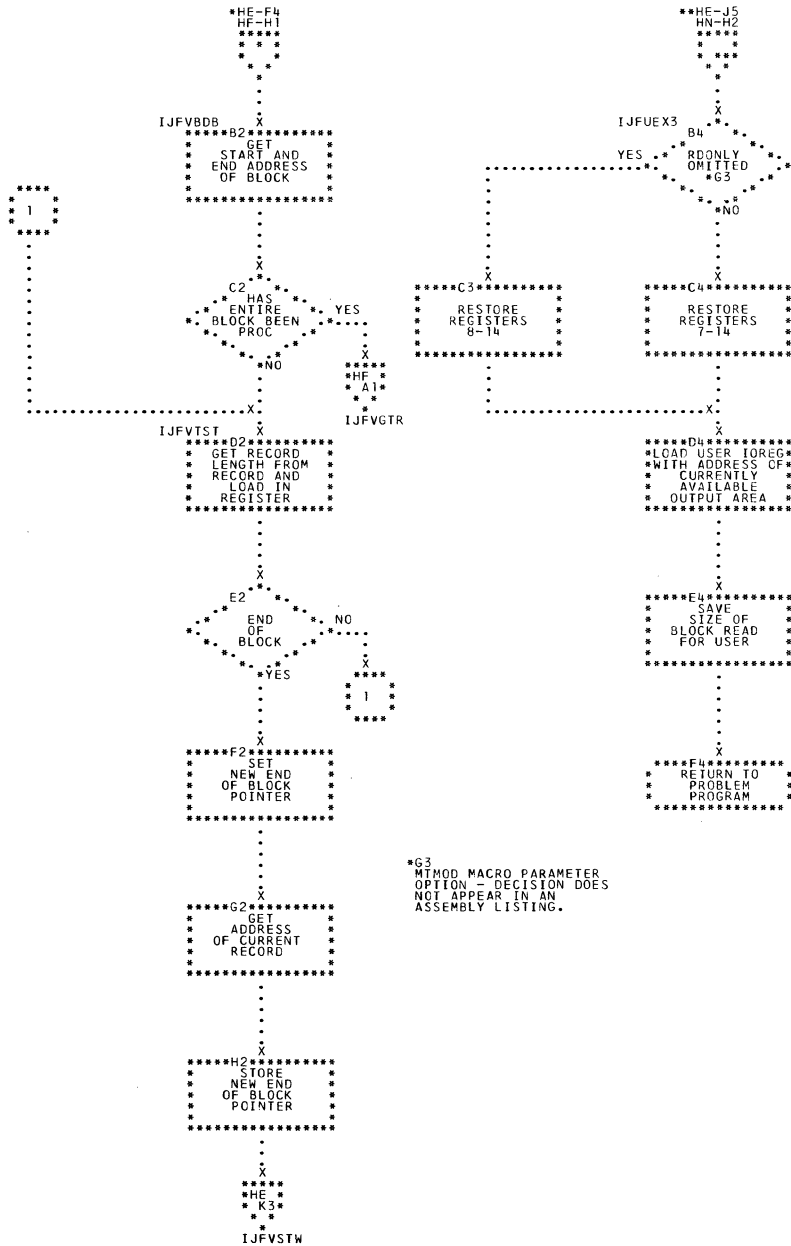 *HE-F4
HF-H1
IJFVBDB
B2
GET
START AND
END ADDRESS
OF BLOCK
1
C2
HAS
ENTIRE
BLOCK BEEN
PROC
YES
NO
HF
A1
IJFVGTR
IJFVTST
D2
GET RECORD
LENGTH FROM
RECORD AND
LOAD IN
REGISTER
E2
END
OF
BLOCK
NO
YES
1
F2
SET
NEW END
OF BLOCK
POINTER
G2
GET
ADDRESS
OF CURRENT
RECORD
H2
STORE
NEW END
OF BLOCK
POINTER
HE
K3
IJFVSTW
**HE-J5
HN-H2
IJFUEX3
B4
RDONLY
OMITTED
*G3
YES
NO
C3
RESTORE
REGISTERS
8-14
C4
RESTORE
REGISTERS
7-14
D4
LOAD USER IOREG
WITH ADDRESS OF
CURRENTLY
AVAILABLE
OUTPUT AREA
E4
SAVE
SIZE OF
BLOCK READ
FOR USER
F4
RETURN TO
PROBLEM
PROGRAM
*G3
MTMOD MACRO PARAMETER
OPTION - DECISION DOES
NOT APPEAR IN AN
ASSEMBLY LISTING.